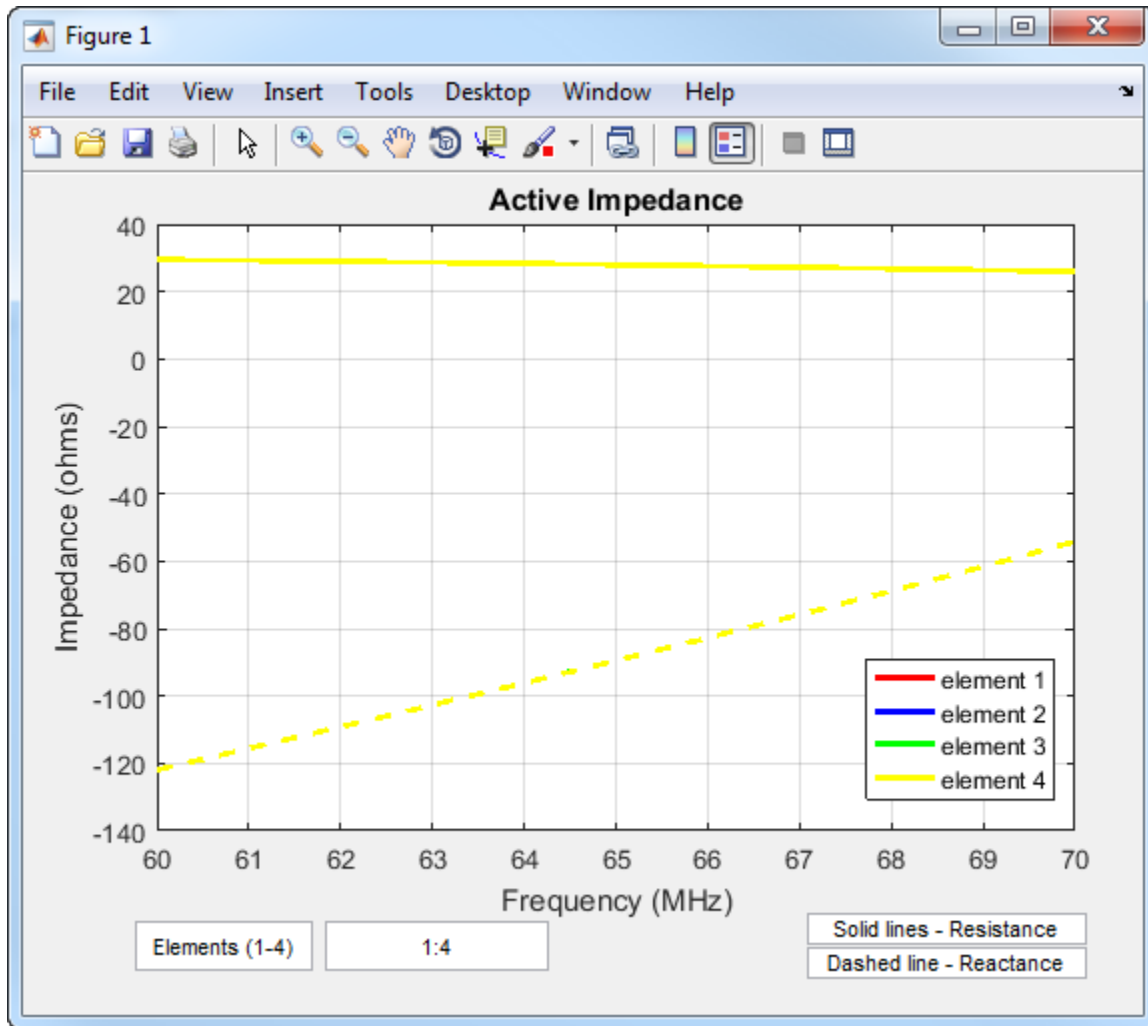 Figure 1
File Edit View Insert Tools Desktop Window Help
Active Impedance
40
20
0
-20
-40
-60
-80
-100
-120
-140
Impedance (ohms)
element 1
element 2
element 3
element 4
60 61 62 63 64 65 66 67 68 69 70
Frequency (MHz)
Elements (1-4) 1:4
Solid lines - Resistance
Dashed line - Reactance